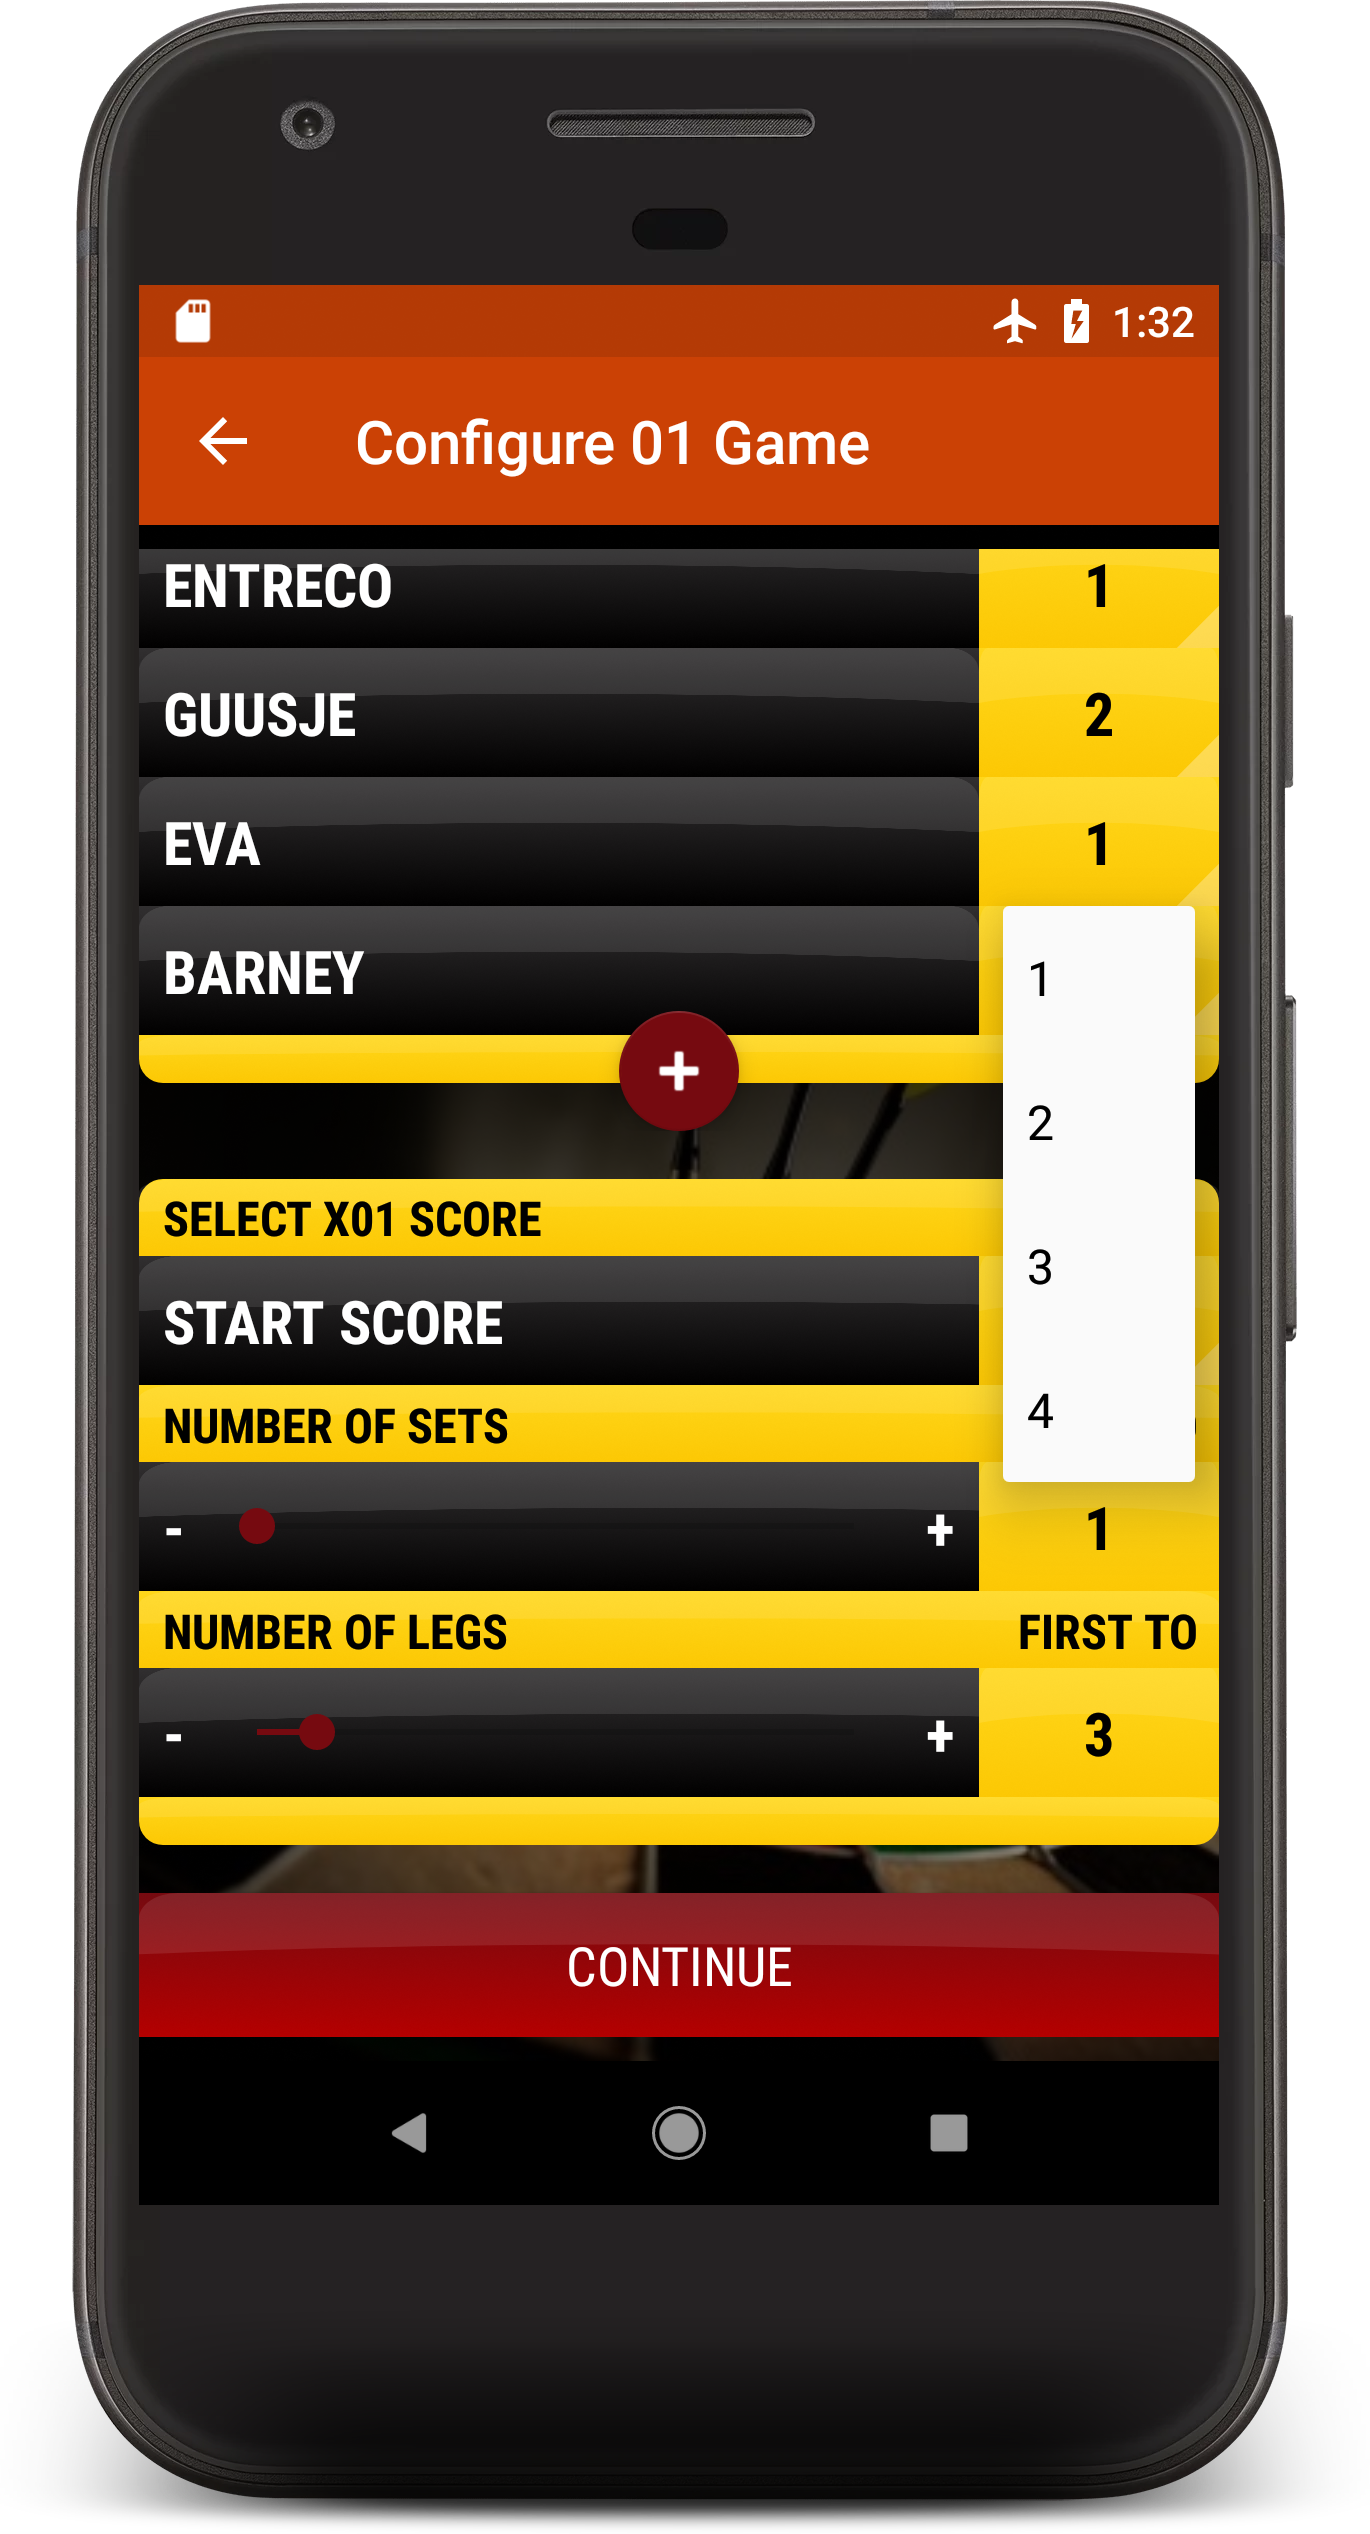 1:32
Configure 01 Game
ENTRECO 1
GUUSJE 2
EVA 1
BARNEY
1
2
3
4
+
SELECT X01 SCORE
START SCORE
NUMBER OF SETS
- + 1
NUMBER OF LEGS FIRST TO
- + 3
CONTINUE